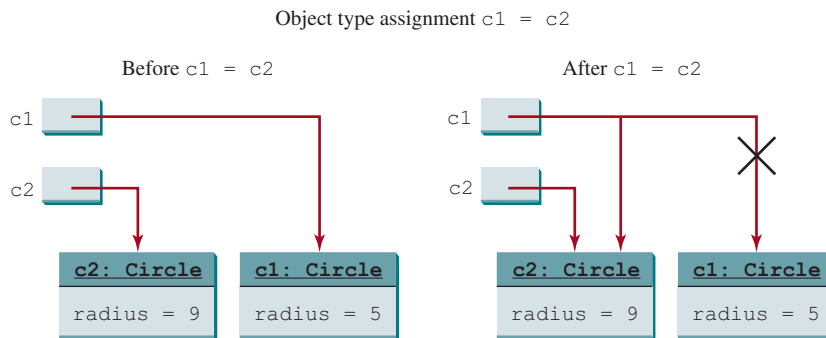 Object type assignment c1 = c2
Before c1 = c2
After c1 = c2
c1
c2
c2: Circle
radius = 9
c1: Circle
radius = 5
c1
c2
c2: Circle
radius = 9
c1: Circle
radius = 5